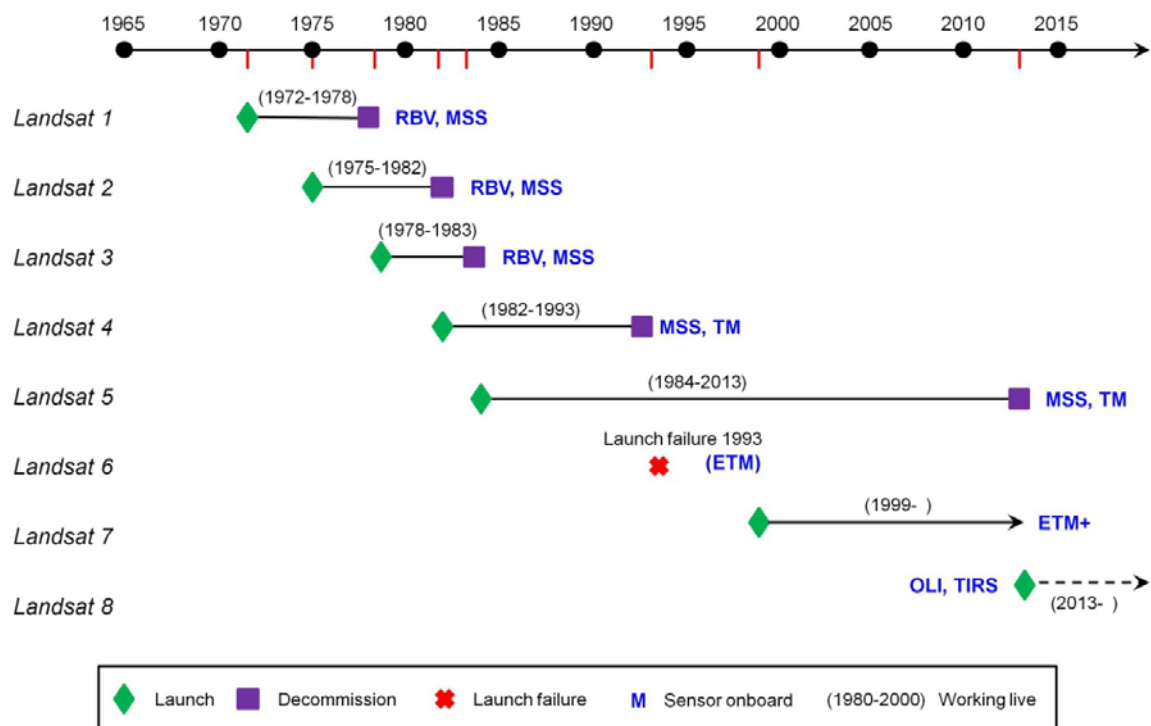 1965 1970 1975 1980 1985 1990 1995 2000 2005 2010 2015
Landsat 1 (1972-1978) RBV, MSS
Landsat 2 (1975-1982) RBV, MSS
Landsat 3 (1978-1983) RBV, MSS
Landsat 4 (1982-1993) MSS, TM
Landsat 5 (1984-2013) MSS, TM
Launch failure 1993
Landsat 6 (ETM)
Landsat 7 (1999- ) ETM+
Landsat 8 OLI, TIRS (2013- )
Launch Decommission Launch failure M Sensor onboard (1980-2000) Working live